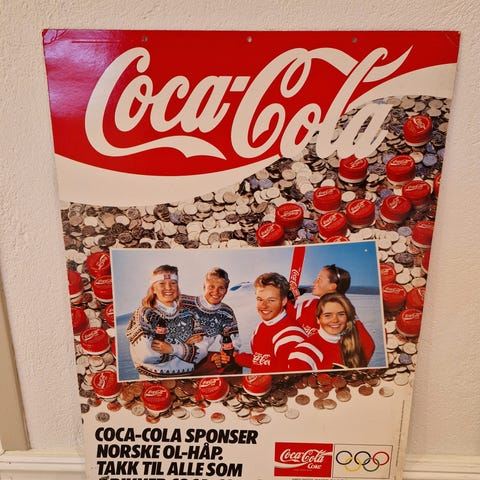 Coca-Cola
COCA-COLA SPONSER
NORSKE OL-HÅP.
TAKK TIL ALLE SOM
Coca-Cola
Coke